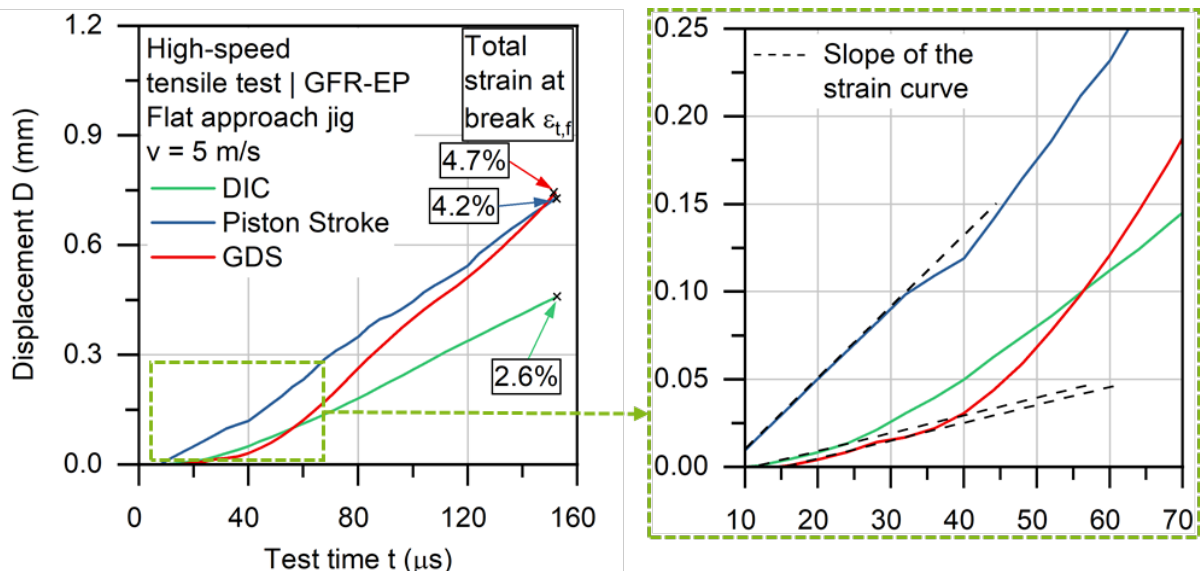 1.2
0.9
0.6
0.3
0.0
Displacement D (mm)
High-speed
tensile test | GFR-EP
Flat approach jig
v = 5 m/s
DIC
Piston Stroke
GDS
Total
strain at
break εt,f
4.7%
4.2%
2.6%
0 40 80 120 160
Test time t (μs)
0.25
0.20
0.15
0.10
0.05
0.00
Slope of the
strain curve
10 20 30 40 50 60 70